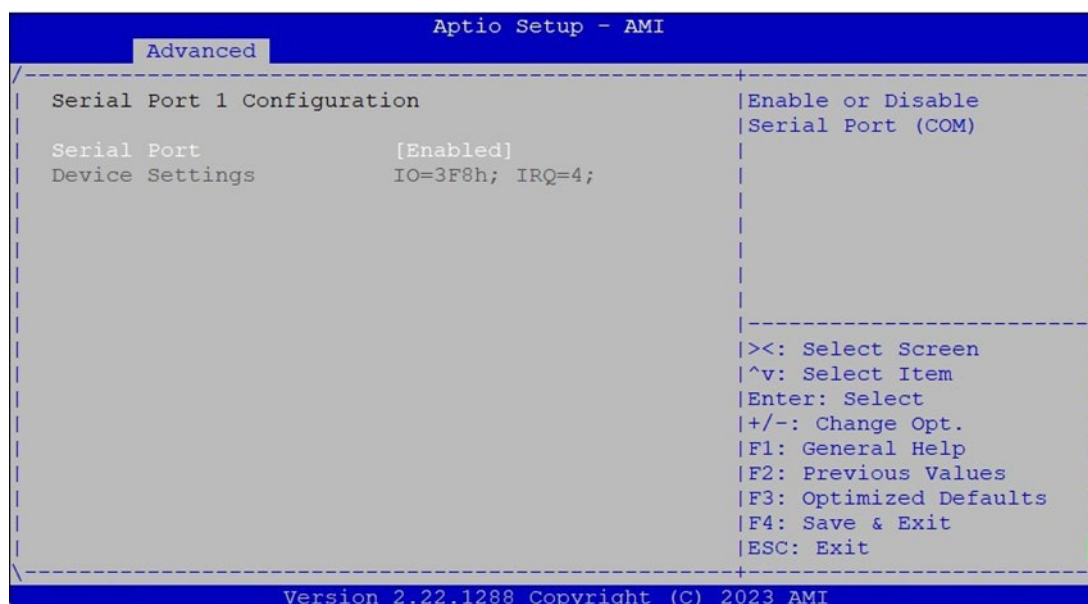 Aptio Setup - AMI
Advanced
Serial Port 1 Configuration
Serial Port [Enabled]
Device Settings IO=3F8h; IRQ=4;
|Enable or Disable
|Serial Port (COM)
|><: Select Screen
|^v: Select Item
|Enter: Select
|+/-: Change Opt.
|F1: General Help
|F2: Previous Values
|F3: Optimized Defaults
|F4: Save & Exit
|ESC: Exit
Version 2.22.1288 Copyright (C) 2023 AMI